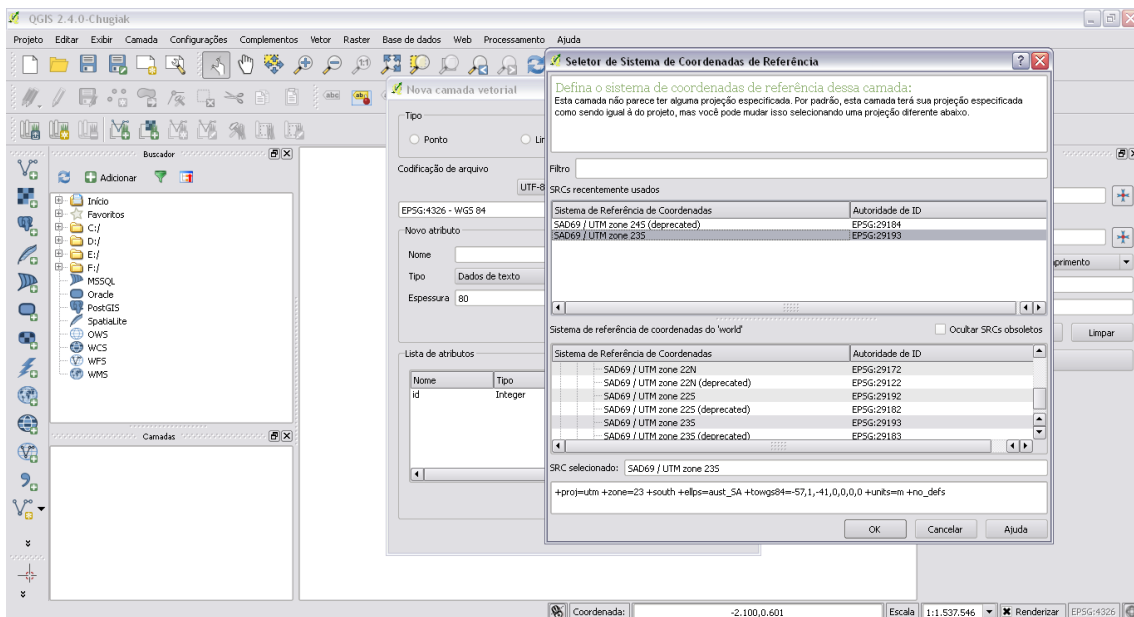 QGIS 2.4.0-Chugiak
Projeto Editar Exibir Camada Configurações Complementos Vetor Raster Base de dados Web Processamento Ajuda
Buscador
Adicionar
Início
Favoritos
C:/
D:/
E:/
F:/
MSSQL
Oracle
PostGIS
SpatiaLite
OWS
WCS
WFS
WMS
Camadas
abc
Nova camada vetorial
Tipo
Ponto
Codificação de arquivo
UTF-8
EPSG:4326 - WGS 84
Novo atributo
Nome
Tipo Dados de texto
Espessura 80
Lista de atributos
Nome Tipo
id Integer
Seletor de Sistema de Coordenadas de Referência
Defina o sistema de coordenadas de referência dessa camada:
Esta camada não parece ter alguma projeção especificada. Por padrão, esta camada terá sua projeção especificada
como sendo igual á do projeto, mas você pode mudar isso selecionando uma projeção diferente abaixo.
Filtro
SRCs recentemente usados
Sistema de Referência de Coordenadas Autoridade de ID
SAD69 / UTM zone 24S (deprecated) EPSG:29184
SAD69 / UTM zone 23S EPSG:29193
Sistema de referência de coordenadas do 'world' Ocultar SRCs obsoletos
Sistema de Referência de Coordenadas Autoridade de ID
SAD69 / UTM zone 22N EPSG:29172
SAD69 / UTM zone 22N (deprecated) EPSG:29122
SAD69 / UTM zone 22S EPSG:29192
SAD69 / UTM zone 22S (deprecated) EPSG:29182
SAD69 / UTM zone 23S EPSG:29193
SAD69 / UTM zone 23S (deprecated) EPSG:29183
SRC selecionado: SAD69 / UTM zone 23S
+proj=utm +zone=23 +south +ellps=aust_SA +towgs84=-57,1,-41,0,0,0,0 +units=m +no_defs
OK Cancelar Ajuda
primento
Limpar
Coordenada: -2.100,0.601 Escala 1:1.537.546 Renderizar EPSG:4326